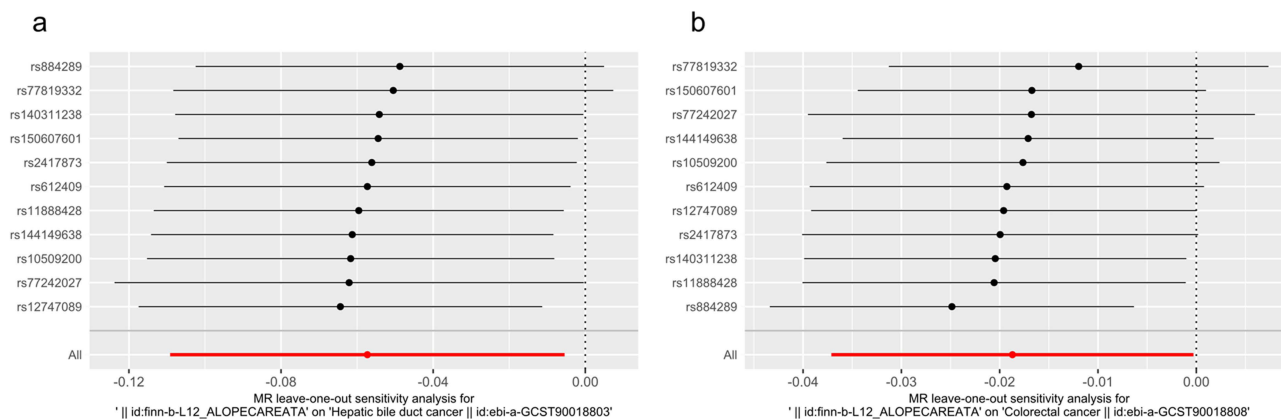 a
rs884289
rs77819332
rs140311238
rs150607601
rs2417873
rs612409
rs11888428
rs144149638
rs10509200
rs77242027
rs12747089
All
-0.12 -0.08 -0.04 0.00
MR leave-one-out sensitivity analysis for
' || id:finn-b-L12_ALOPECAREATA' on 'Hepatic bile duct cancer || id:ebi-a-GCST90018803'
b
rs77819332
rs150607601
rs77242027
rs144149638
rs10509200
rs612409
rs12747089
rs2417873
rs140311238
rs11888428
rs884289
All
-0.04 -0.03 -0.02 -0.01 0.00
MR leave-one-out sensitivity analysis for
' || id:finn-b-L12_ALOPECAREATA' on 'Colorectal cancer || id:ebi-a-GCST90018808'